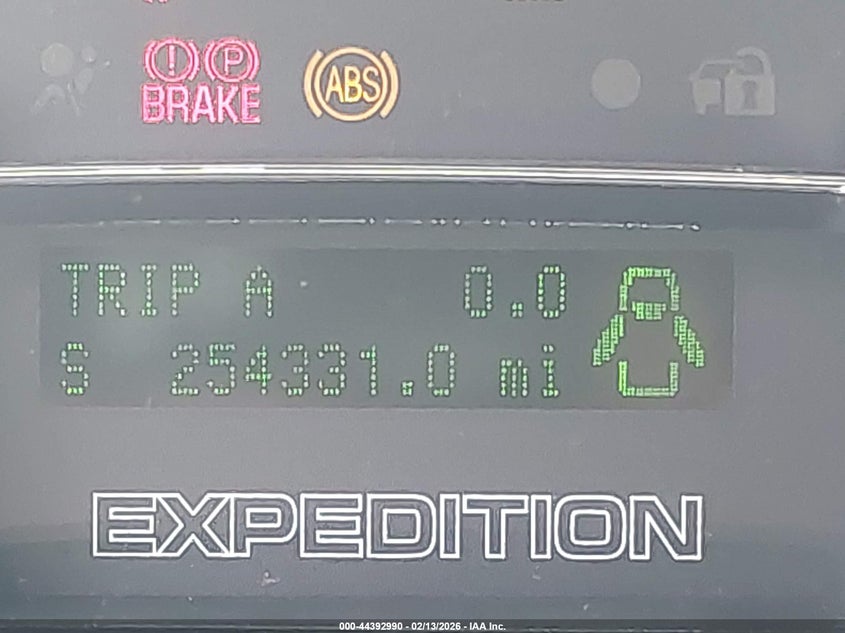 ! P
BRAKE
ABS
TRIP A 0.0
S 254331.0 mi
EXPEDITION
000-44392990 - 02/13/2026 - IAA Inc.